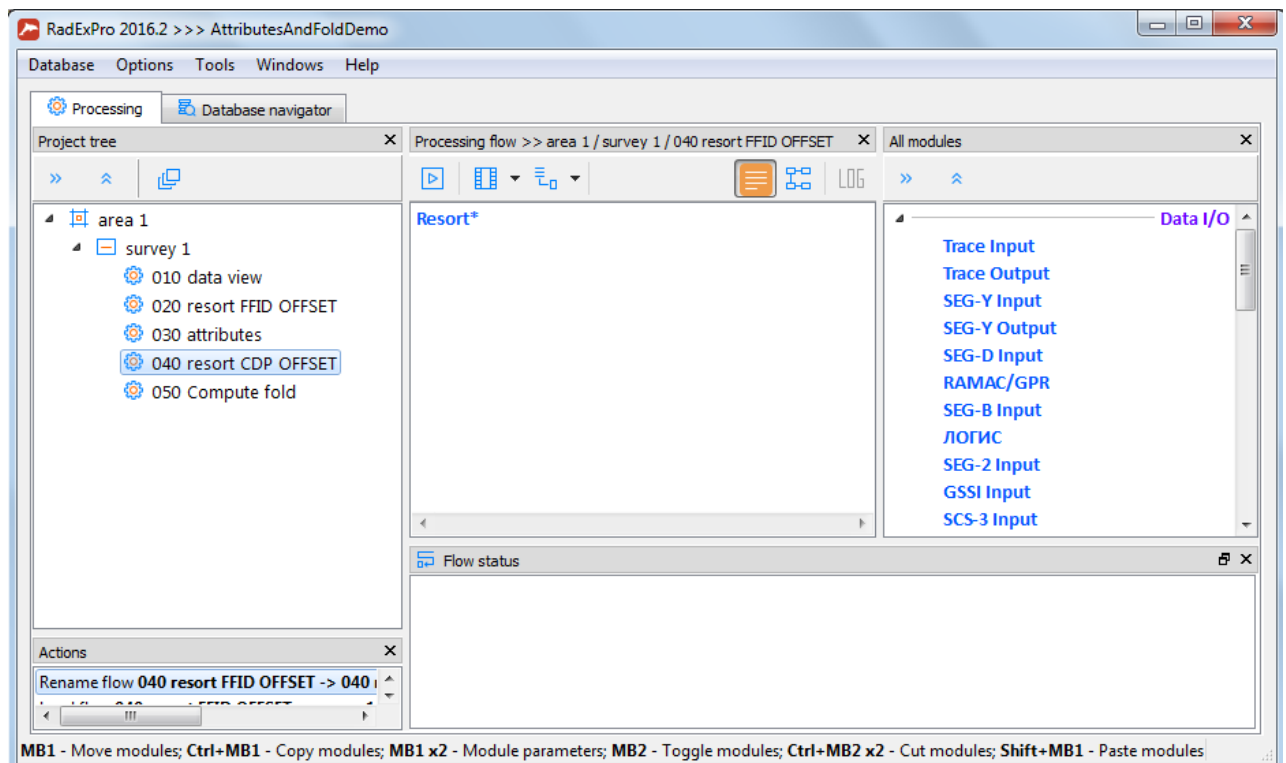 RadExPro 2016.2 >>> AttributesAndFoldDemo
Database Options Tools Windows Help
Processing Database navigator
Project tree
area 1
survey 1
010 data view
020 resort FFID OFFSET
030 attributes
040 resort CDP OFFSET
050 Compute fold
Actions
Rename flow 040 resort FFID OFFSET -> 040
Processing flow >> area 1 / survey 1 / 040 resort FFID OFFSET
LOG
Resort*
All modules
Data I/O
Trace Input
Trace Output
SEG-Y Input
SEG-Y Output
SEG-D Input
RAMAC/GPR
SEG-B Input
ЛОГИС
SEG-2 Input
GSSI Input
SCS-3 Input
Flow status
MB1 - Move modules; Ctrl+MB1 - Copy modules; MB1 x2 - Module parameters; MB2 - Toggle modules; Ctrl+MB2 x2 - Cut modules; Shift+MB1 - Paste modules